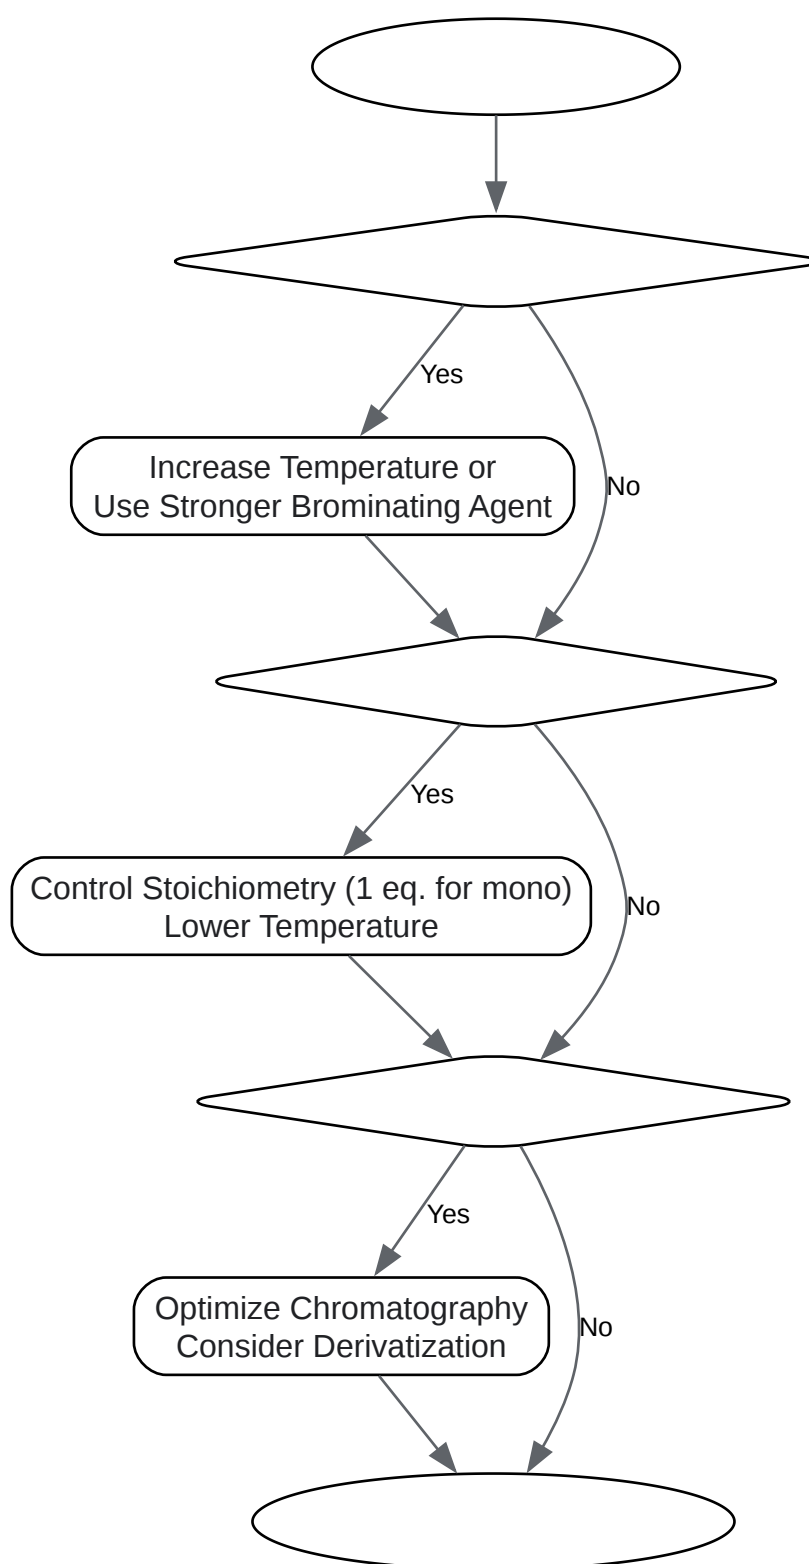 Yes
Increase Temperature or
Use Stronger Brominating Agent
No
Yes
Control Stoichiometry (1 eq. for mono)
Lower Temperature
No
Yes
Optimize Chromatography
Consider Derivatization
No